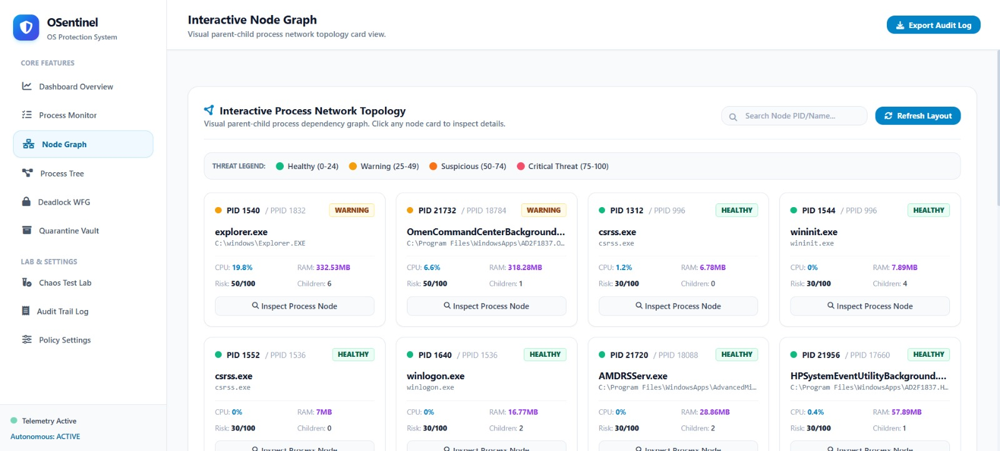 OSentinel
OS Protection System
CORE FEATURES
Dashboard Overview
Process Monitor
Node Graph
Process Tree
Deadlock WFG
Quarantine Vault
LAB & SETTINGS
Chaos Test Lab
Audit Trail Log
Policy Settings
Telemetry Active
Autonomous: ACTIVE
Interactive Node Graph
Visual parent-child process network topology card view.
Export Audit Log
Interactive Process Network Topology
Visual parent-child process dependency graph. Click any node card to inspect details.
Search Node PID/Name...
Refresh Layout
THREAT LEGEND: Healthy (0-24) Warning (25-49) Suspicious (50-74) Critical Threat (75-100)
PID 1540 / PPID 1832 WARNING
explorer.exe
C:\windows\Explorer.EXE
CPU: 19.8% RAM: 332.53MB
Risk: 50/100 Children: 6
Inspect Process Node
PID 21732 / PPID 18784 WARNING
OmenCommandCenterBackground...
C:\Program Files\WindowsApps\AD2F1837.O...
CPU: 6.6% RAM: 318.28MB
Risk: 50/100 Children: 1
Inspect Process Node
PID 1312 / PPID 996 HEALTHY
csrss.exe
csrss.exe
CPU: 1.2% RAM: 6.78MB
Risk: 30/100 Children: 0
Inspect Process Node
PID 1544 / PPID 996 HEALTHY
wininit.exe
wininit.exe
CPU: 0% RAM: 7.89MB
Risk: 30/100 Children: 4
Inspect Process Node
PID 1552 / PPID 1536 HEALTHY
csrss.exe
csrss.exe
CPU: 0% RAM: 7MB
Risk: 30/100 Children: 0
Inspect Process Node
PID 1640 / PPID 1536 HEALTHY
winlogon.exe
winlogon.exe
CPU: 0% RAM: 16.77MB
Risk: 30/100 Children: 2
Inspect Process Node
PID 21720 / PPID 18088 HEALTHY
AMDRSServ.exe
C:\Program Files\WindowsApps\AdvancedMi...
CPU: 0% RAM: 28.86MB
Risk: 30/100 Children: 2
Inspect Process Node
PID 21956 / PPID 17660 HEALTHY
HPSystemEventUtilityBackground....
C:\Program Files\WindowsApps\AD2F1837.H...
CPU: 0.4% RAM: 57.89MB
Risk: 30/100 Children: 1
Inspect Process Node